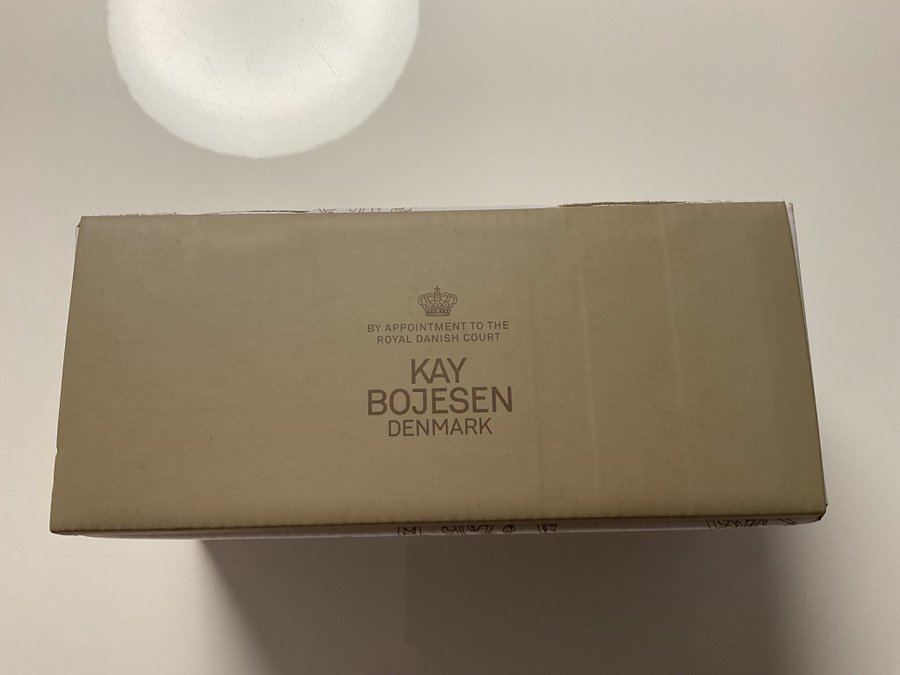 BY APPOINTMENT TO THE
ROYAL DANISH COURT
KAY
BOJESEN
DENMARK